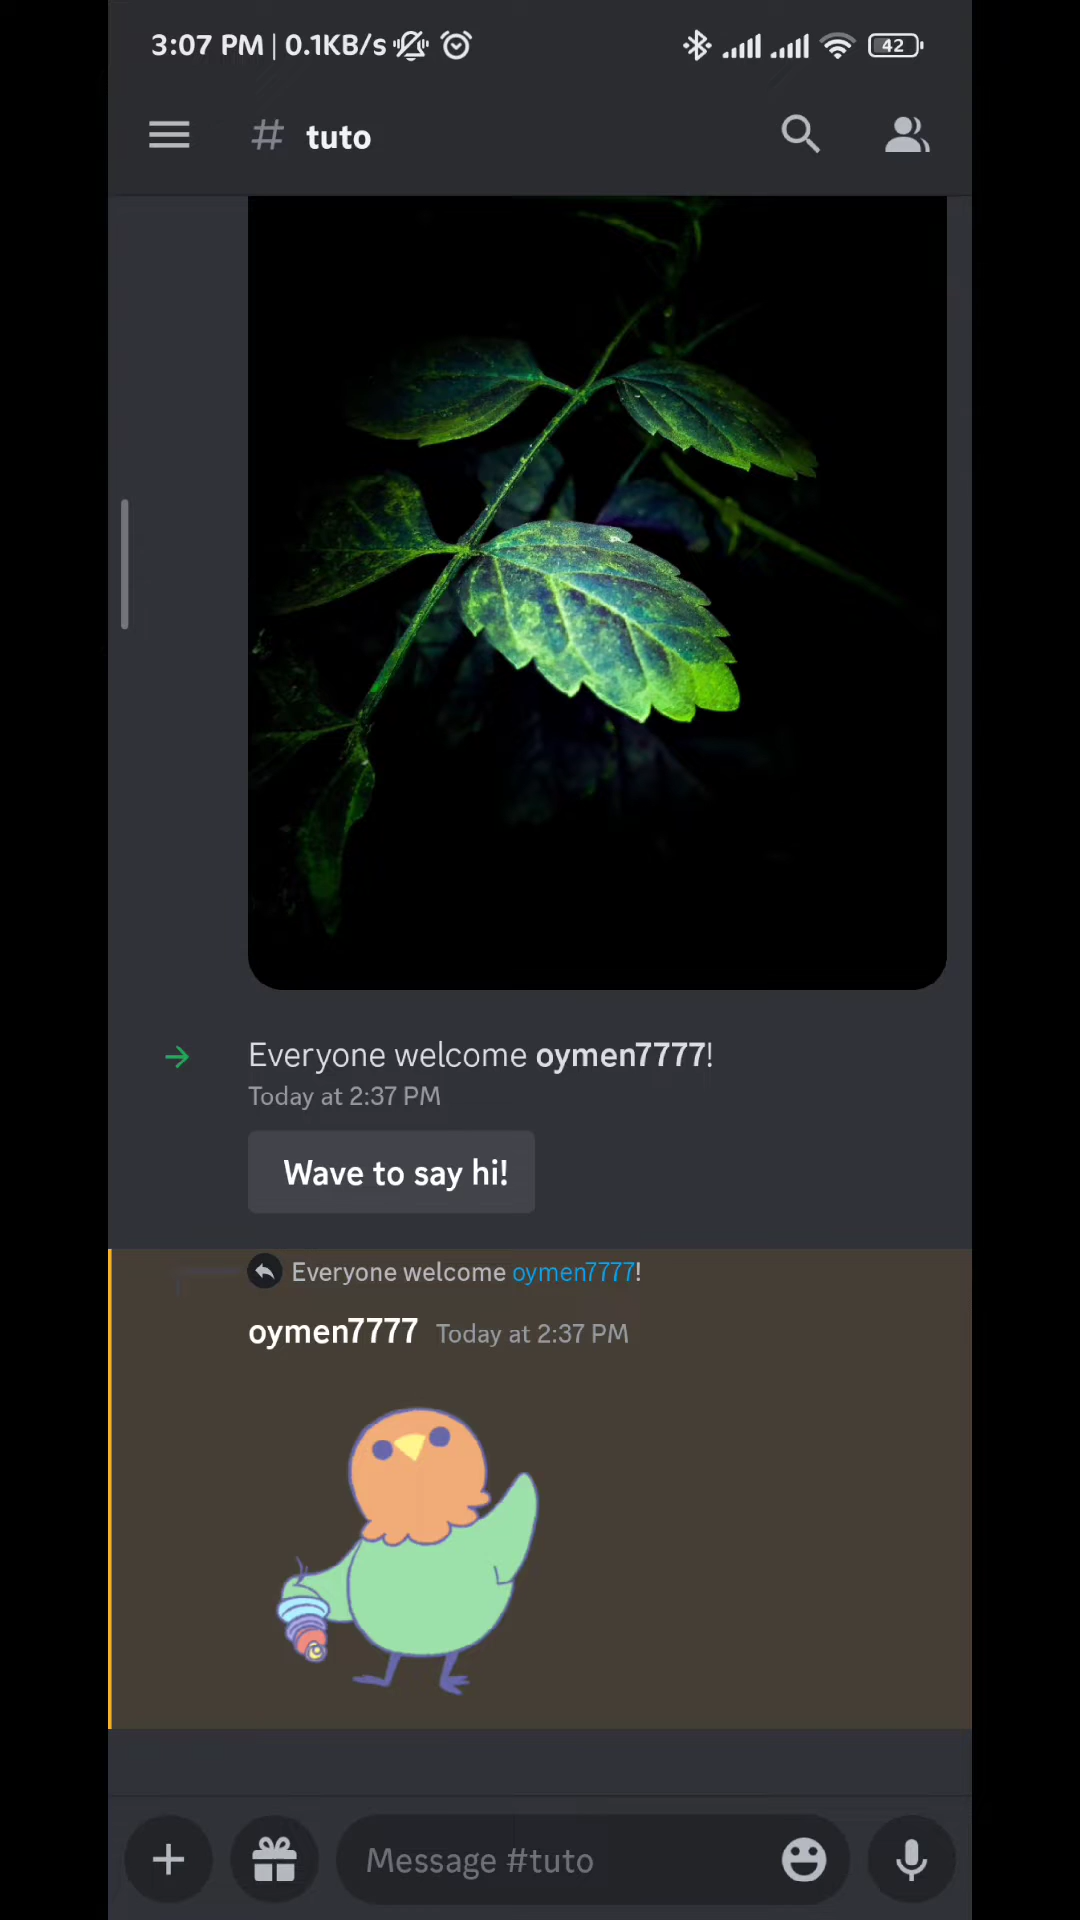 3:07 PM | 0.1KB/s 42
# tuto
Everyone welcome oymen7777!
Today at 2:37 PM
Wave to say hi!
Everyone welcome oymen7777!
oymen7777 Today at 2:37 PM
Message #tuto